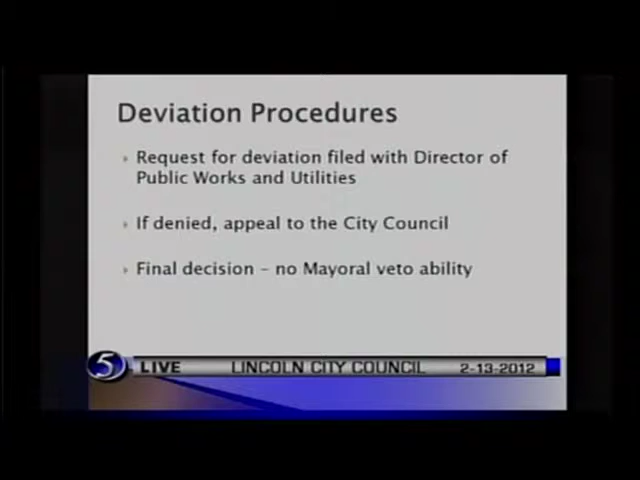 Deviation Procedures
Request for deviation filed with Director of
Public Works and Utilities
If denied, appeal to the City Council
Final decision – no Mayoral veto ability
5 LIVE LINCOLN CITY COUNCIL 2-13-2012